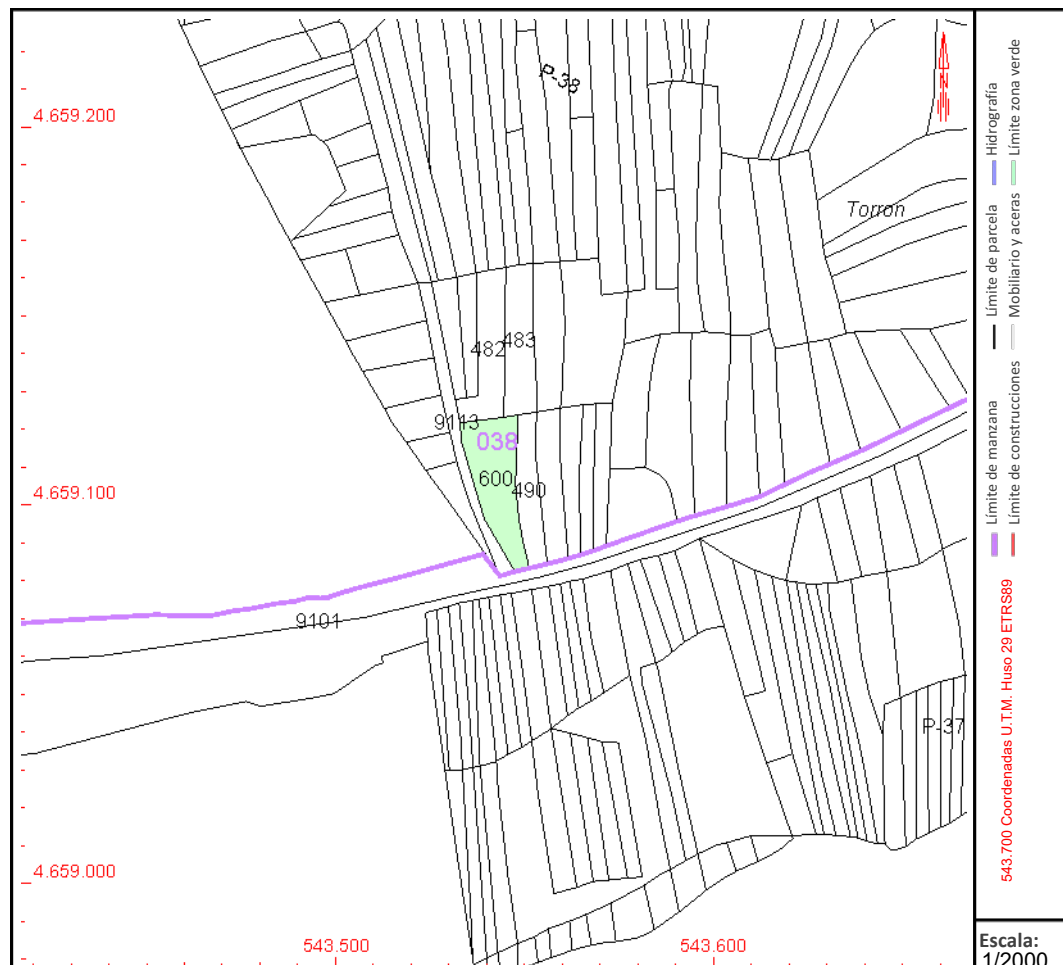 P-38
4.659.200
Torron
483
482
9113
038
600
490
4.659.100
9101
P-37
4.659.000
543.500
543.600
N
Límite de manzana
Límite de parcela
Hidrografía
Límite de construcciones
Mobiliario y aceras
Límite zona verde
543.700 Coordenadas U.T.M. Huso 29 ETRS89
Escala:
1/2000